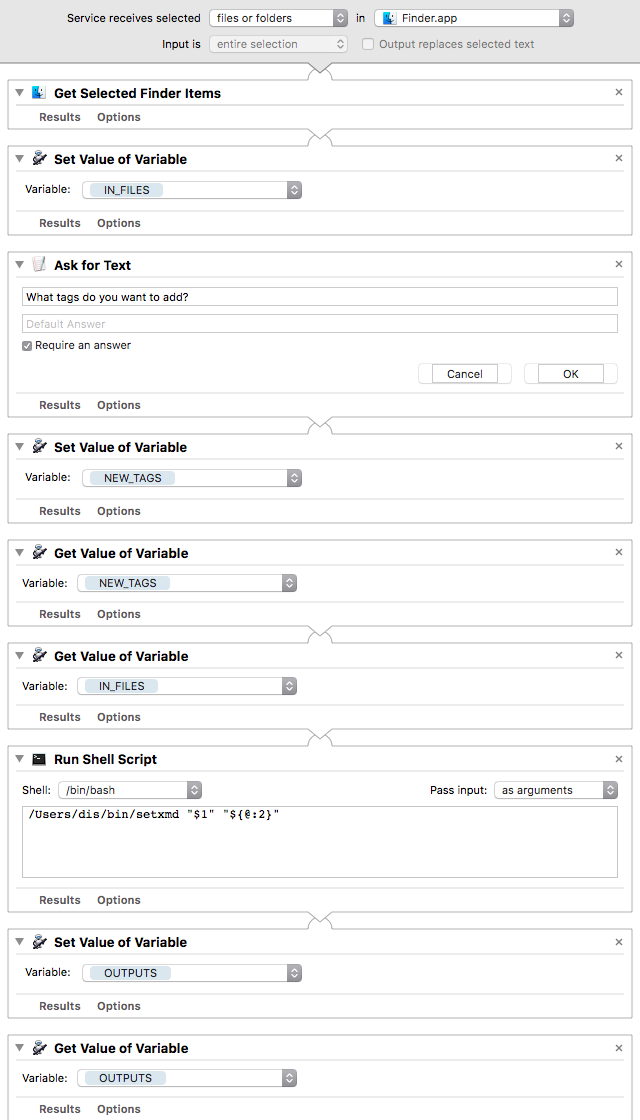 Service receives selected files or folders in Finder.app
Input is entire selection Output replaces selected text
Get Selected Finder Items
Results Options
Set Value of Variable
Variable: IN_FILES
Results Options
Ask for Text
What tags do you want to add?
Default Answer
Require an answer
Cancel OK
Results Options
Set Value of Variable
Variable: NEW_TAGS
Results Options
Get Value of Variable
Variable: NEW_TAGS
Results Options
Get Value of Variable
Variable: IN_FILES
Results Options
Run Shell Script
Shell: /bin/bash Pass input: as arguments
/Users/dis/bin/setxmd "$1" "${@:2}"
Results Options
Set Value of Variable
Variable: OUTPUTS
Results Options
Get Value of Variable
Variable: OUTPUTS
Results Options